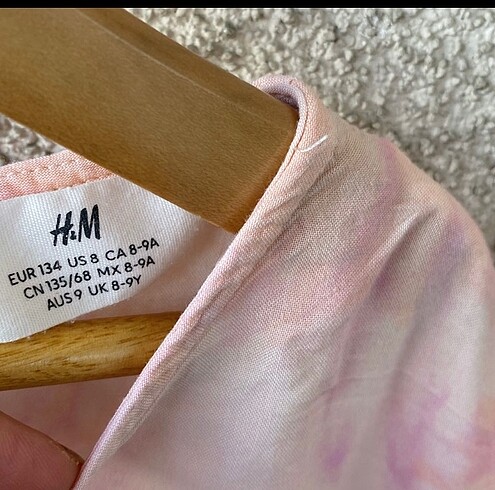 H&M
EUR 134 US 8 CA 8-9A
CN 135/68 MX 8-9A
AUS 9 UK 8-9Y